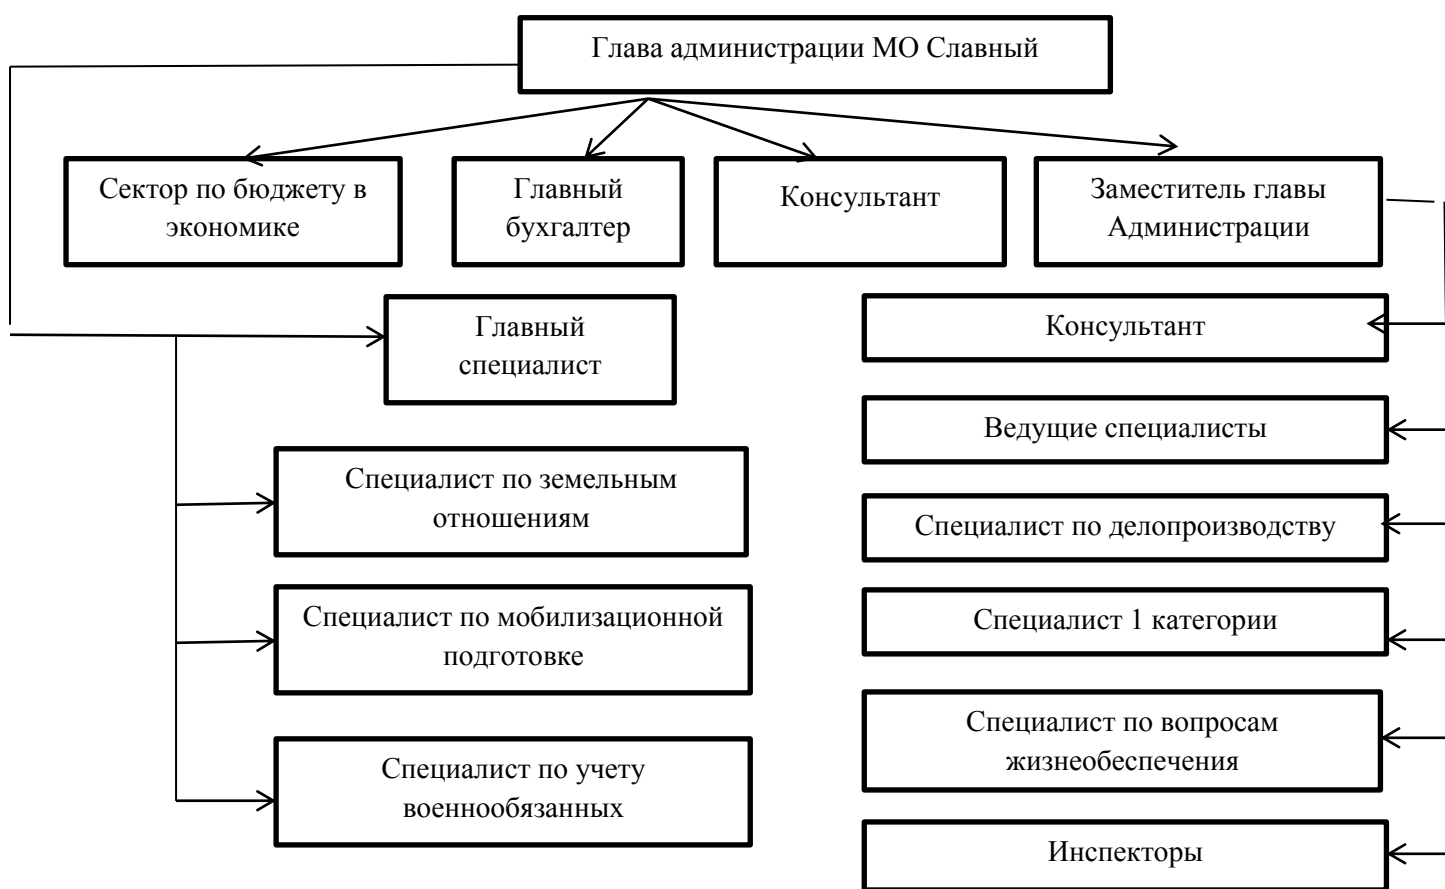 Глава администрации МО Славный
Сектор по бюджету в
экономике
Главный
бухгалтер
Консультант
Заместитель главы
Администрации
Главный
специалист
Консультант
Ведущие специалисты
Специалист по земельным
отношениям
Специалист по делопроизводству
Специалист по мобилизационной
подготовке
Специалист 1 категории
Специалист по вопросам
жизнеобеспечения
Специалист по учету
военнообязанных
Инспекторы